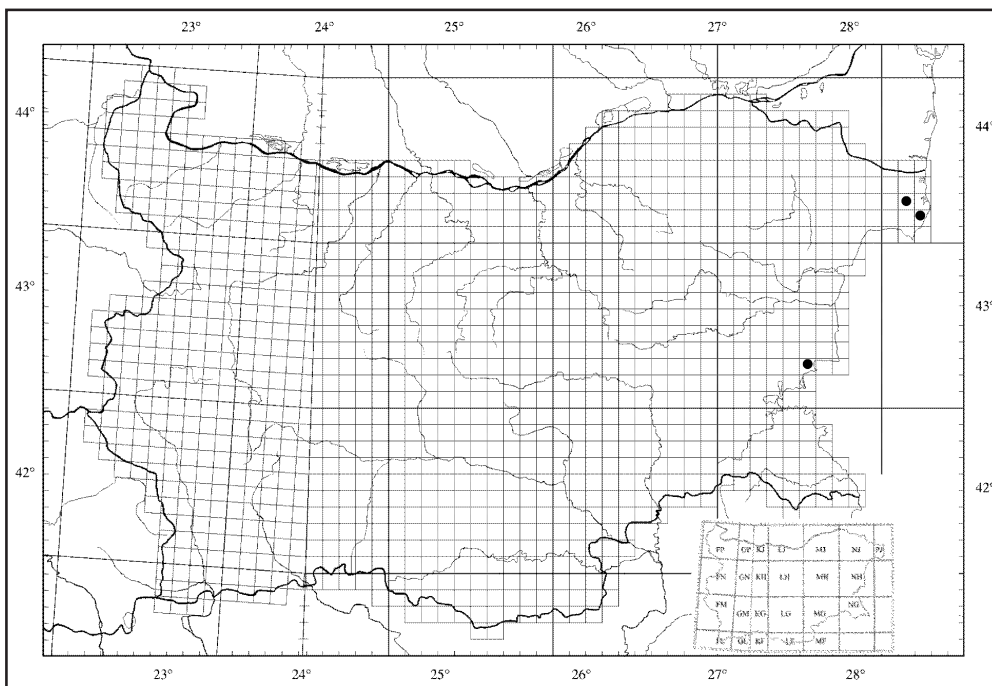 23° 24° 25° 26° 27° 28°
44° 44°
43° 43°
42° 42°
FP GP KJ LJ MJ NJ PJ
FN GN KH LH MH NH
FM GM KG LG MG NG
FL GL KF LF MF
23° 24° 25° 26° 27° 28°